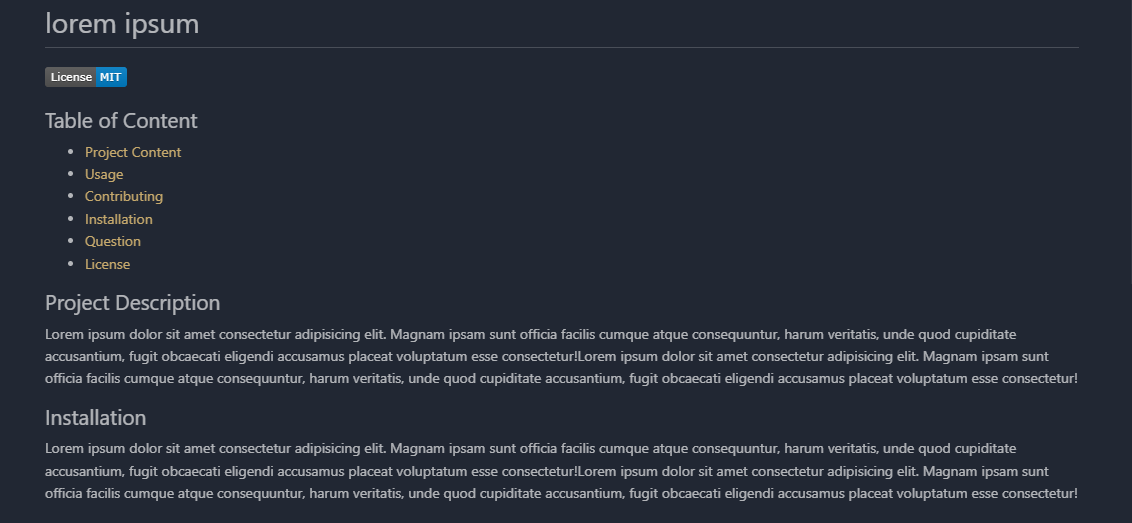 lorem ipsum
License MIT
Table of Content
Project Content
Usage
Contributing
Installation
Question
License
Project Description
Lorem ipsum dolor sit amet consectetur adipisicing elit. Magnam ipsam sunt officia facilis cumque atque consequuntur, harum veritatis, unde quod cupiditate
accusantium, fugit obcaecati eligendi accusamus placeat voluptatum esse consectetur!Lorem ipsum dolor sit amet consectetur adipisicing elit. Magnam ipsam sunt
officia facilis cumque atque consequuntur, harum veritatis, unde quod cupiditate accusantium, fugit obcaecati eligendi accusamus placeat voluptatum esse consectetur!
Installation
Lorem ipsum dolor sit amet consectetur adipisicing elit. Magnam ipsam sunt officia facilis cumque atque consequuntur, harum veritatis, unde quod cupiditate
accusantium, fugit obcaecati eligendi accusamus placeat voluptatum esse consectetur!Lorem ipsum dolor sit amet consectetur adipisicing elit. Magnam ipsam sunt
officia facilis cumque atque consequuntur, harum veritatis, unde quod cupiditate accusantium, fugit obcaecati eligendi accusamus placeat voluptatum esse consectetur!